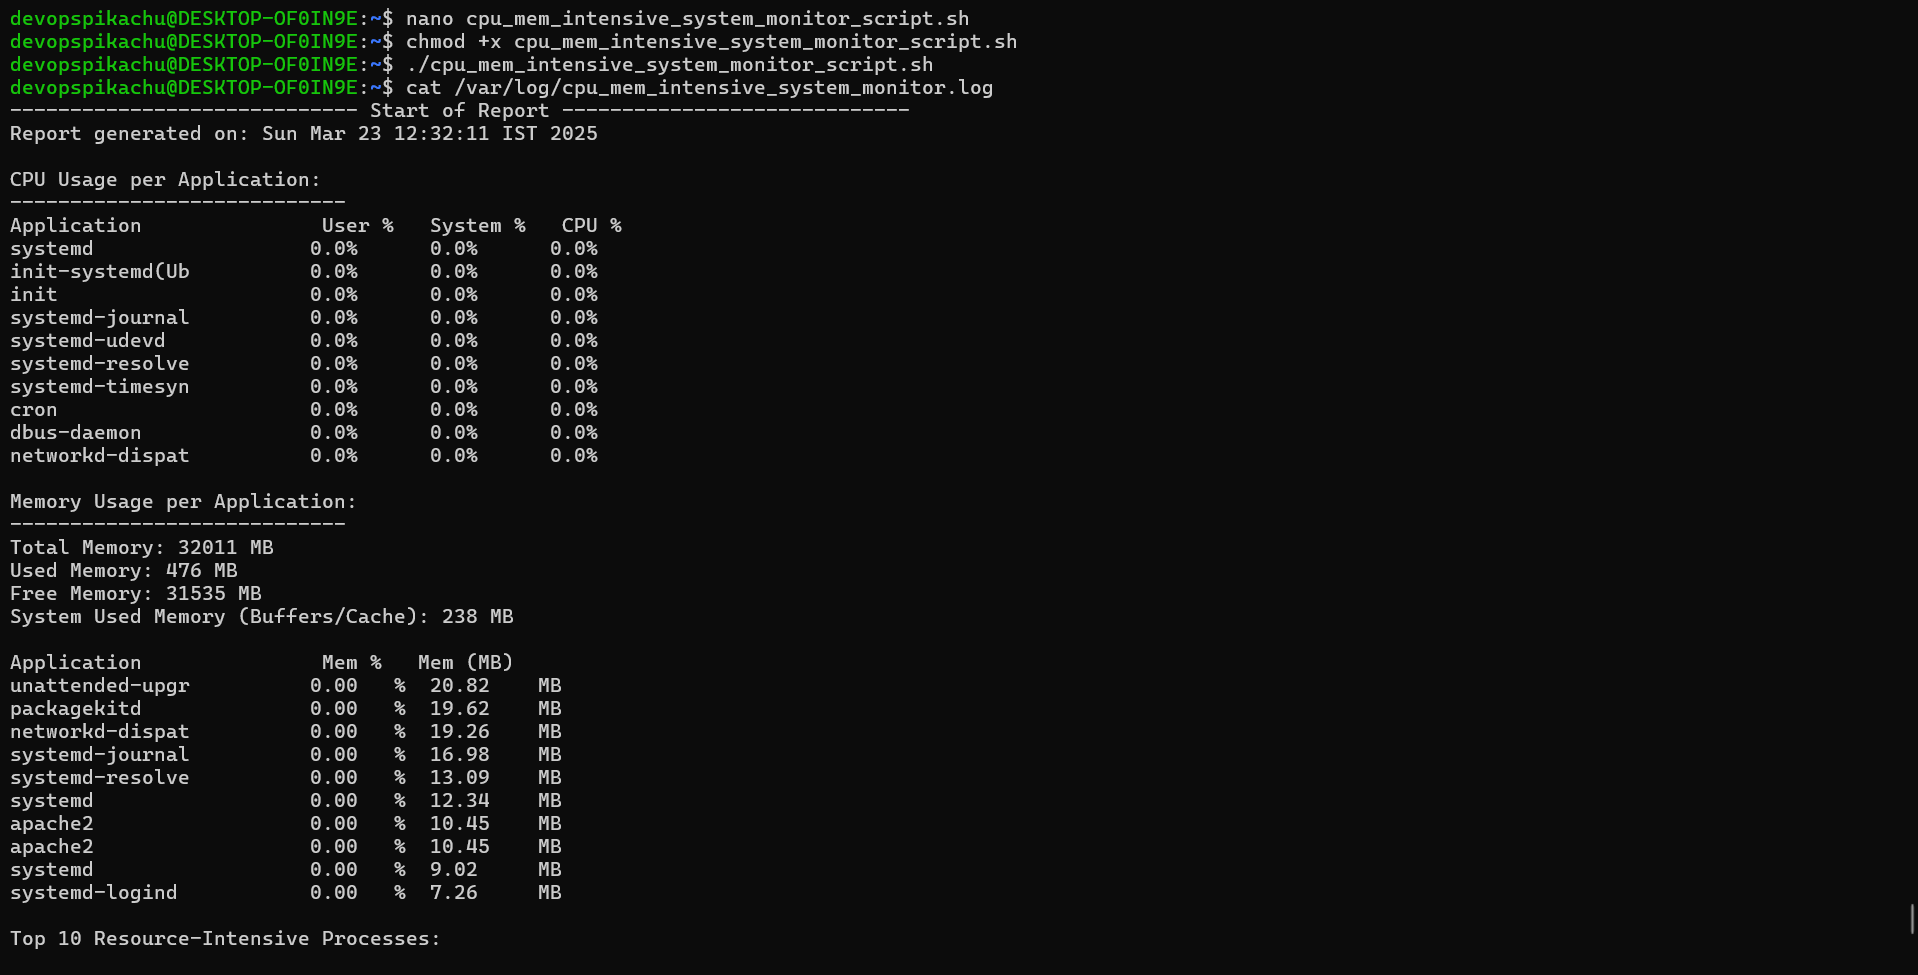 devopspikachu@DESKTOP-OF0IN9E:~$ nano cpu_mem_intensive_system_monitor_script.sh
devopspikachu@DESKTOP-OF0IN9E:~$ chmod +x cpu_mem_intensive_system_monitor_script.sh
devopspikachu@DESKTOP-OF0IN9E:~$ ./cpu_mem_intensive_system_monitor_script.sh
devopspikachu@DESKTOP-OF0IN9E:~$ cat /var/log/cpu_mem_intensive_system_monitor.log
----------------------------- Start of Report -----------------------------
Report generated on: Sun Mar 23 12:32:11 IST 2025

CPU Usage per Application:
----------------------------
Application               User %   System %   CPU %
systemd                  0.0%      0.0%      0.0%
init-systemd(Ub          0.0%      0.0%      0.0%
init                     0.0%      0.0%      0.0%
systemd-journal          0.0%      0.0%      0.0%
systemd-udevd            0.0%      0.0%      0.0%
systemd-resolve          0.0%      0.0%      0.0%
systemd-timesyn          0.0%      0.0%      0.0%
cron                     0.0%      0.0%      0.0%
dbus-daemon              0.0%      0.0%      0.0%
networkd-dispat          0.0%      0.0%      0.0%

Memory Usage per Application:
----------------------------
Total Memory: 32011 MB
Used Memory: 476 MB
Free Memory: 31535 MB
System Used Memory (Buffers/Cache): 238 MB

Application               Mem %   Mem (MB)
unattended-upgr          0.00   %  20.82    MB
packagekitd              0.00   %  19.62    MB
networkd-dispat          0.00   %  19.26    MB
systemd-journal          0.00   %  16.98    MB
systemd-resolve          0.00   %  13.09    MB
systemd                  0.00   %  12.34    MB
apache2                  0.00   %  10.45    MB
apache2                  0.00   %  10.45    MB
systemd                  0.00   %  9.02     MB
systemd-logind           0.00   %  7.26     MB

Top 10 Resource-Intensive Processes: